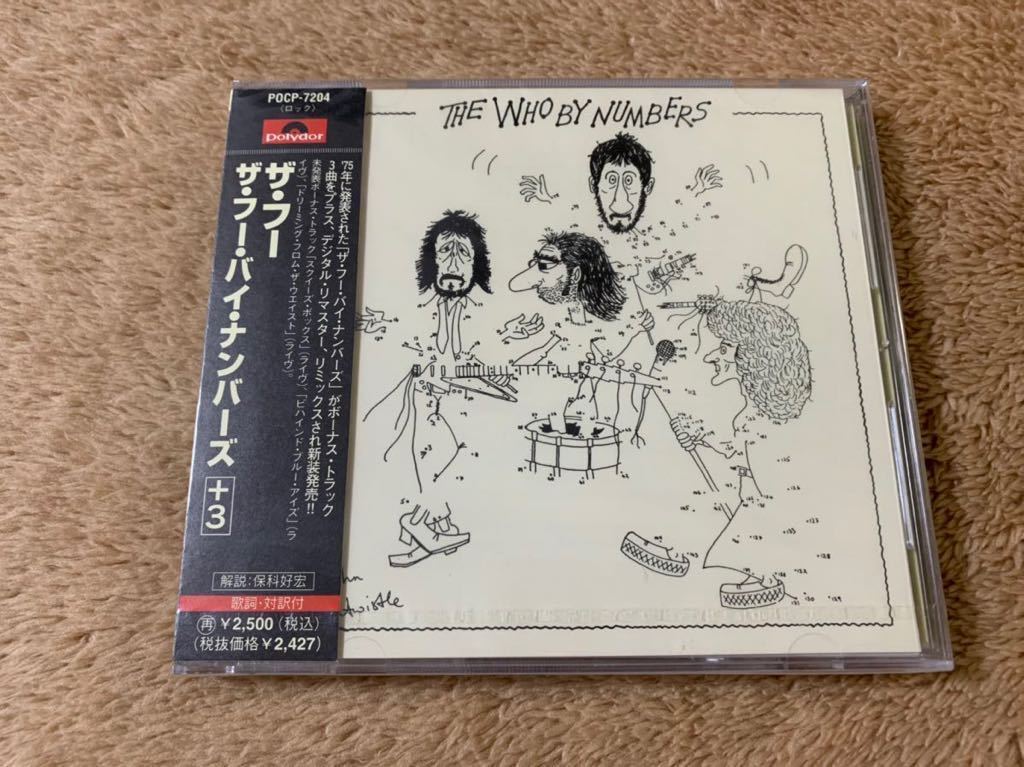 POCP-7204
〈ロック〉
polydor
'75年に発表された「ザ・フー・バイ・ナンバーズ」がボーナス・トラック
3曲をプラス、デジタル・リマスター、リミックスされ新装発売!!
未発表ボーナス・トラック「スクイーズ・ボックス」(ライヴ)、「ビハインド・ブルー・アイズ」(ラ
イヴ)、「ドリーミング・フロム・ザ・ウエイスト」(ライヴ)。
ザ・フー
ザ・フー・バイ・ナンバーズ +3
解説:保科好宏
歌詞・対訳付
再 ¥2,500(税込)
(税抜価格¥2,427)
THE WHO BY NUMBERS